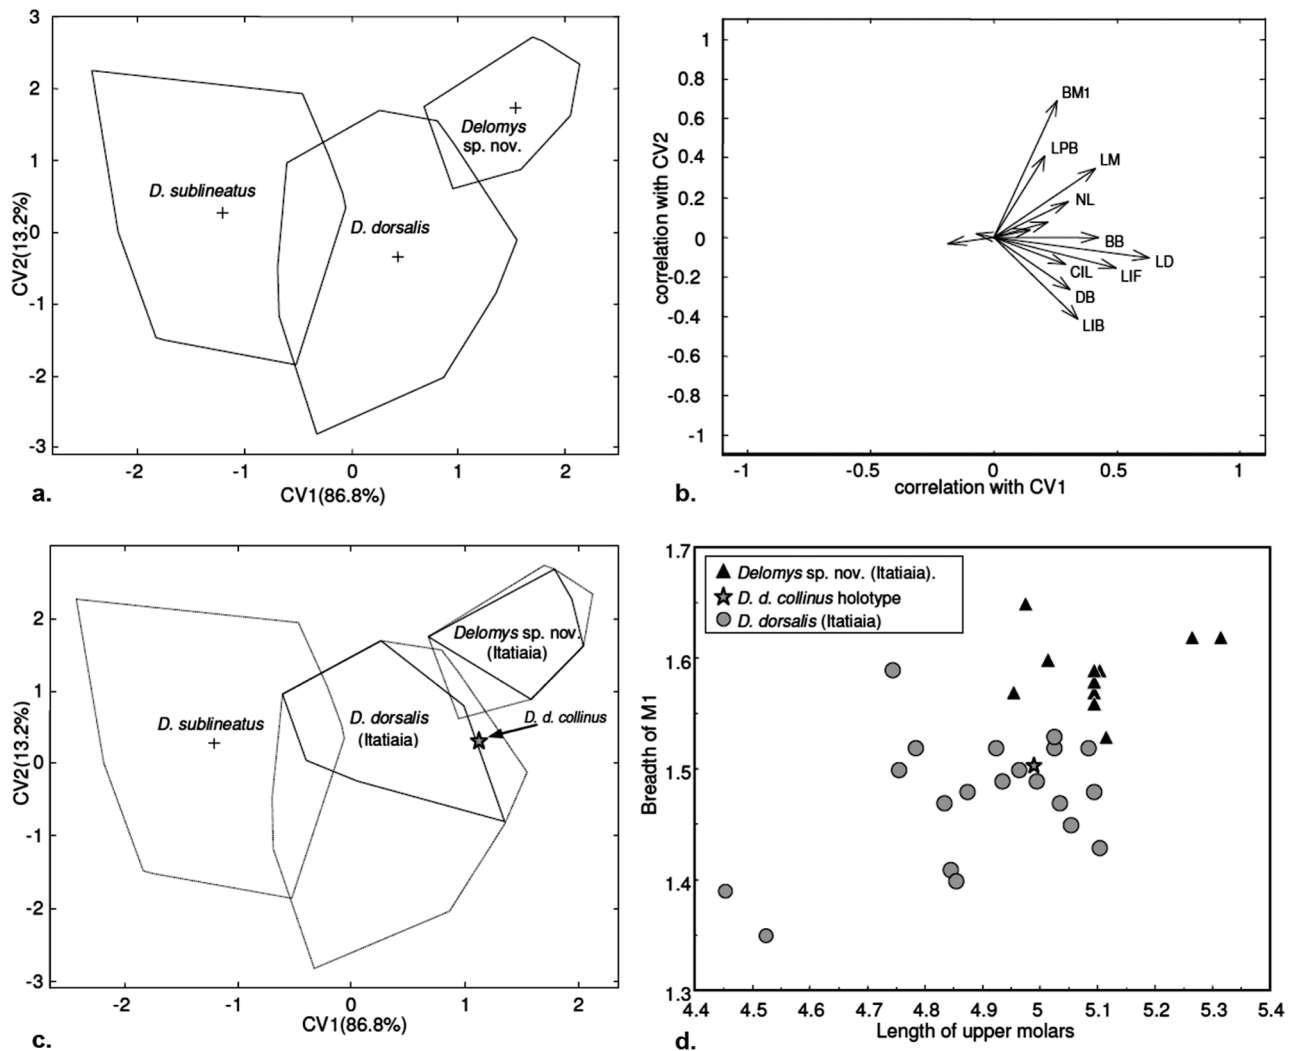 3
2
1
0
-1
-2
-3
CV2(13.2%)
D. sublineatus
D. dorsalis
Delomys
sp. nov.
-2
-1
0
1
2
CV1(86.8%)
a.
1
0.8
0.6
0.4
0.2
0
-0.2
-0.4
-0.6
-0.8
-1
correlation with CV2
BM1
LPB
LM
NL
BB
LD
CIL
LIF
DB
LIB
-1
-0.5
0
0.5
1
correlation with CV1
b.
2
1
0
-1
-2
-3
CV2(13.2%)
Delomys sp. nov.
(Itatiaia)
D. sublineatus
D. dorsalis
(Itatiaia)
D. d. collinus
-2
-1
0
1
2
CV1(86.8%)
c.
1.7
1.6
1.5
1.4
1.3
Breadth of M1
Delomys sp. nov. (Itatiaia).
D. d. collinus holotype
D. dorsalis (Itatiaia)
4.4
4.5
4.7
4.8
4.9
5
5.1
5.2
5.3
5.4
Length of upper molars
d.